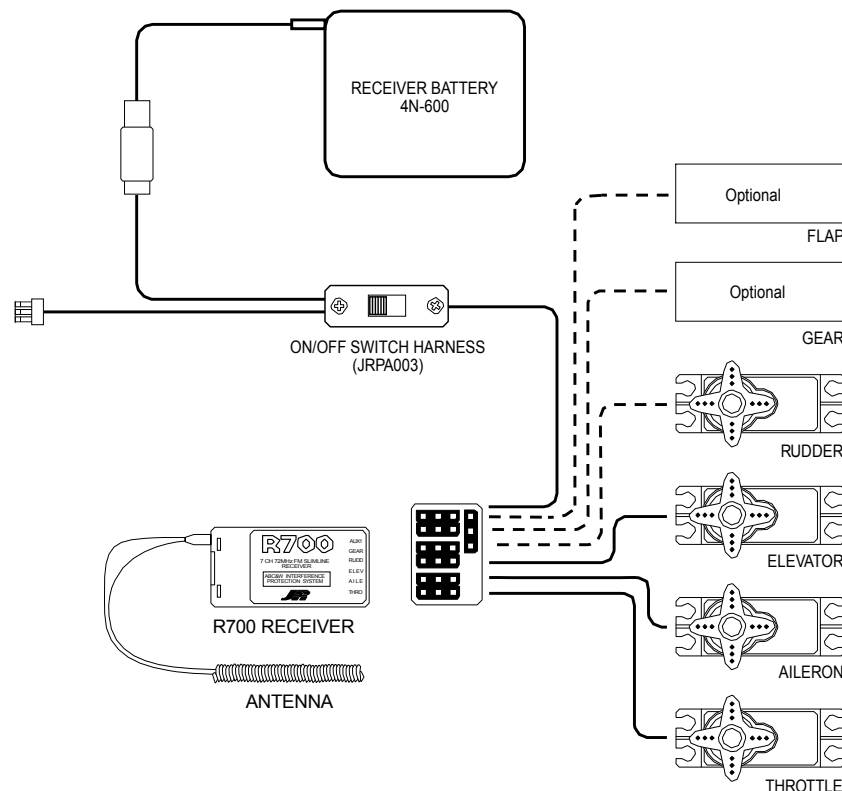 RECEIVER BATTERY
4N-600
Optional
FLAP
Optional
GEAR
ON/OFF SWITCH HARNESS
(JRPA003)
RUDDER
ELEVATOR
R700
7 CH 72MHz FM SLIMLINE
RECEIVER
ABC&W INTERFERENCE
PROTECTION SYSTEM
JR
AUX1
GEAR
RUDD
ELEV
AILE
THRO
R700 RECEIVER
ANTENNA
AILERON
THROTTLE